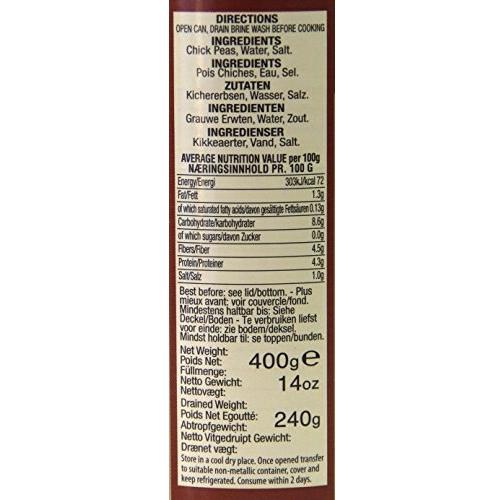 DIRECTIONS
OPEN CAN, DRAIN BRINE WASH BEFORE COOKING
INGREDIENTS
Chick Peas, Water, Salt.
INGREDIENTS
Pois Chiches, Eau, Sel.
ZUTATEN
Kichererbsen, Wasser, Salz.
INGREDIENTEN
Grauwe Erwten, Water, Zout.
INGREDIENSER
Kikkeaerter, Vand, Salt.
AVERAGE NUTRITION VALUE per 100g
NÆRINGSINNHOLD PR. 100 G
Energy/Energi 303kJ/kcal 72
Fat/Fett 1.3g
of which saturated fatty acids/davon gesättigte Fettsäuren 0.13g
Carbohydrate/karbohydrater 8.6g
of which sugars/davon Zucker 0.0g
Fibers/Fiber 4.5g
Protein/Proteiner 4.3g
Salt/Salz 1.0g
Best before: see lid/bottom. - Plus
mieux avant: voir couvercle/fond.
Mindestens haltbar bis: Siehe
Deckel/Boden - Te verbruiken liefst
voor einde: zie bodem/deksel.
Mindst holdbar til: se toppen/bunden.
Net Weight:
Poids Net: 400g e
Füllmenge:
Netto Gewicht: 14oz
Nettovægt:
Drained Weight:
Poids Net Egoutté: 240g
Abtropfgewicht:
Netto Vitgedruipt Gewicht:
Drænet vægt:
Store in a cool dry place. Once opened transfer
to suitable non-metallic container, cover and
keep refrigerated. Consume within 2 days.